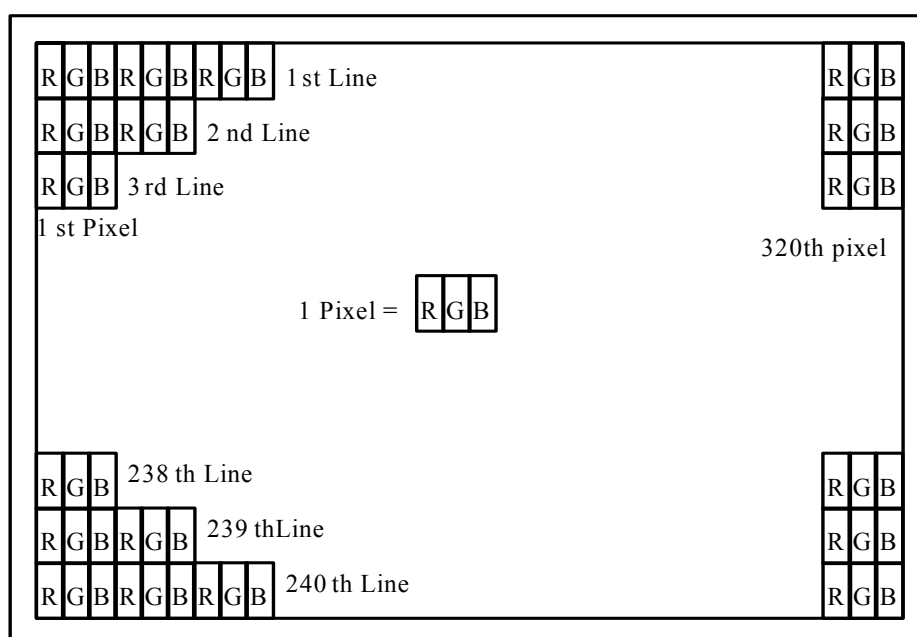 R G B R G B R G B 1 st Line R G B
R G B R G B 2 nd Line R G B
R G B 3 rd Line R G B
1 st Pixel
320th pixel
1 Pixel = R G B
238 th Line
R G B R G B
239 thLine
R G B R G B R G B
240 th Line
R G B R G B R G B R G B